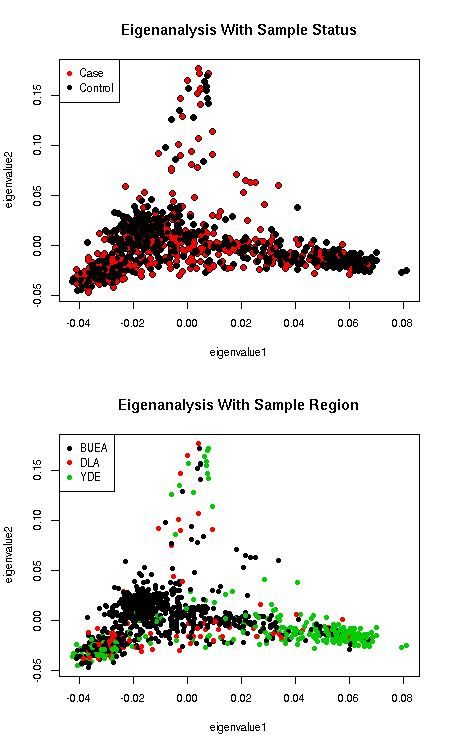 Eigenanalysis With Sample Status
Case
Control
eigenvalue2
-0.05 0.00 0.05 0.10 0.15
-0.04 -0.02 0.00 0.02 0.04 0.06 0.08
eigenvalue1
Eigenanalysis With Sample Region
BUEA
DLA
YDE
eigenvalue2
-0.05 0.00 0.05 0.10 0.15
-0.04 -0.02 0.00 0.02 0.04 0.06 0.08
eigenvalue1